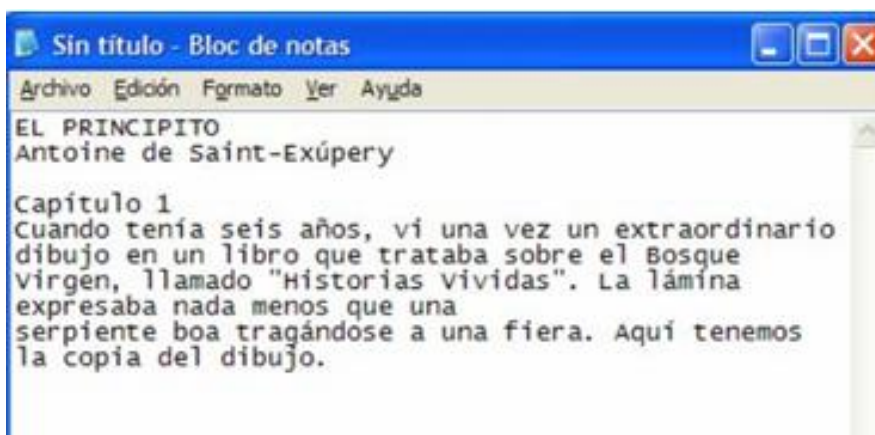 Sin título - Bloc de notas
Archivo Edición Formato Ver Ayuda
EL PRINCIPITO
Antoine de Saint-Exúpery
Capítulo 1
Cuando tenía seis años, ví una vez un extraordinario
dibujo en un libro que trataba sobre el Bosque
Virgen, llamado "Historias Vividas". La lámina
expresaba nada menos que una
serpiente boa tragándose a una fiera. Aquí tenemos
la copia del dibujo.